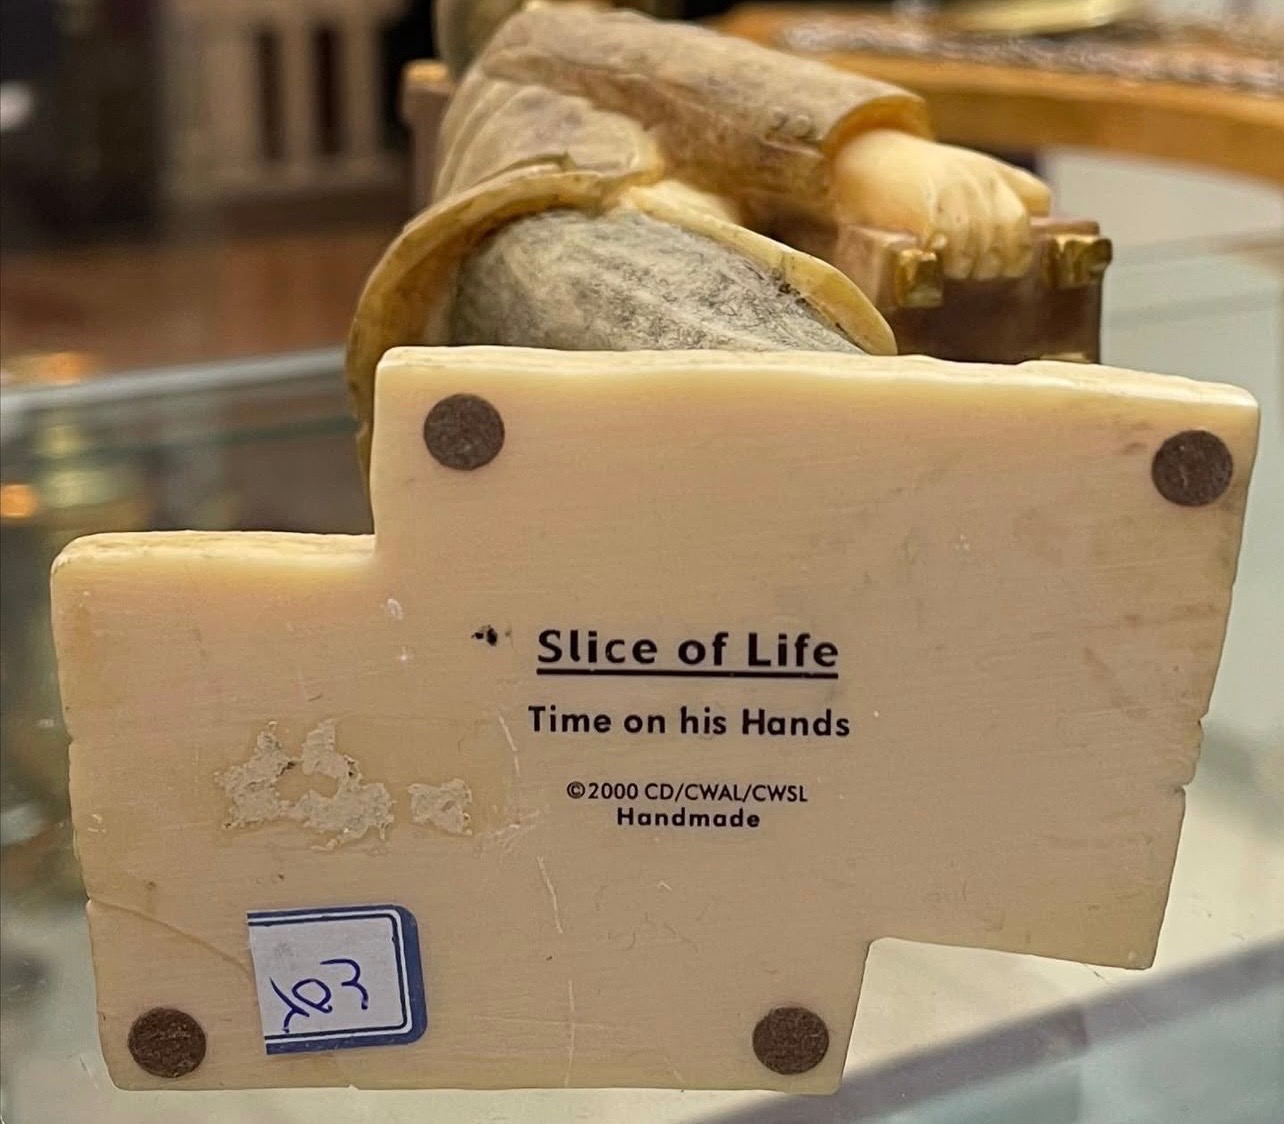 Slice of Life
Time on his Hands
©2000 CD/CWAL/CWSL
Handmade